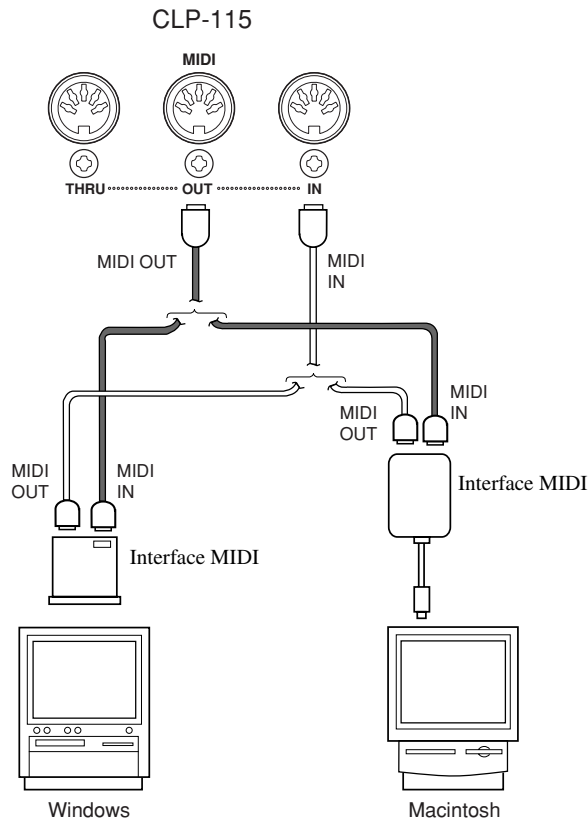 CLP-115
MIDI
THRU OUT IN
MIDI OUT
MIDI
IN
MIDI
OUT
MIDI
IN
MIDI
OUT
MIDI
IN
Interface MIDI
Interface MIDI
Windows
Macintosh